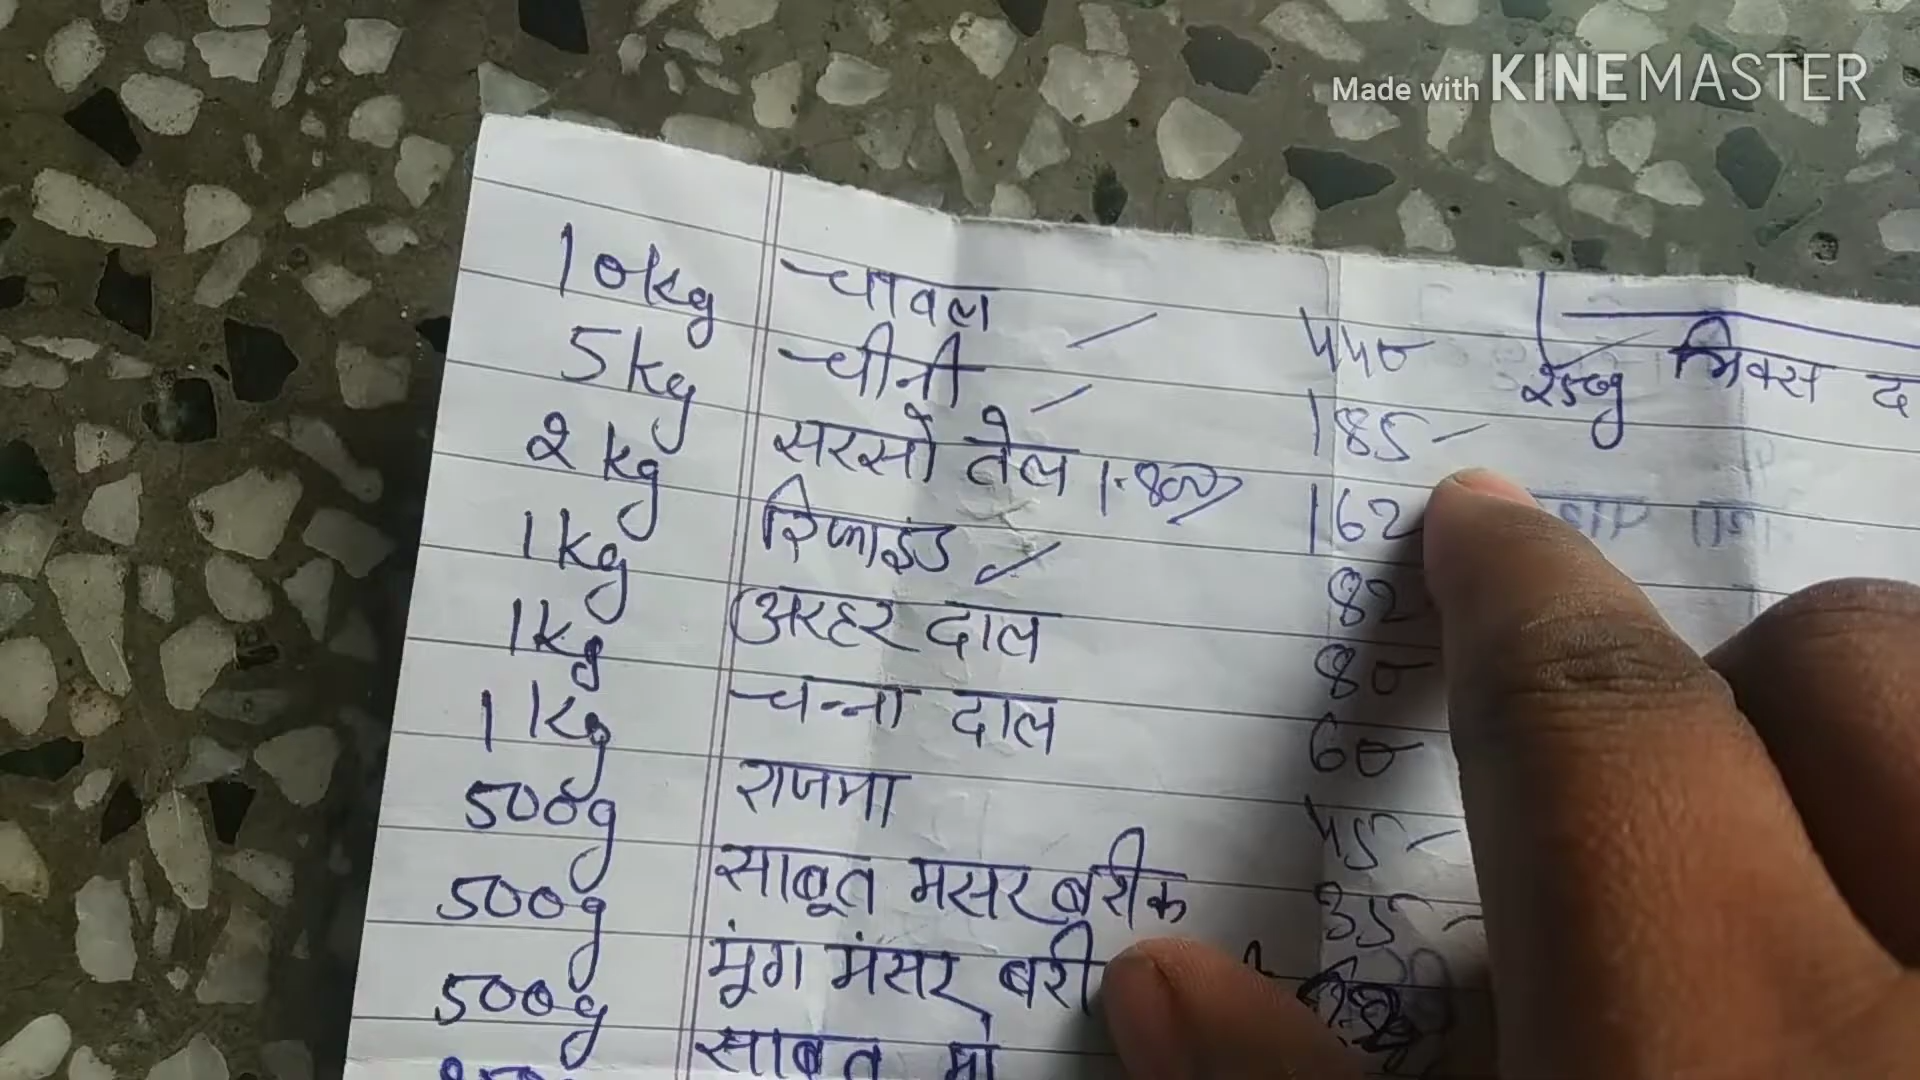 Made with KINEMASTER
10kg चावल 440
5kg चीनी 185
2kg सरसों तेल 162
1kg रिफाइंड 82
1kg अरहर दाल 80
1kg चन्ना दाल 60
500g राजमा 45
500g साबूत मसर बरीक 35
500g मूंग मंसर बरी
साबत
250g मिक्स द